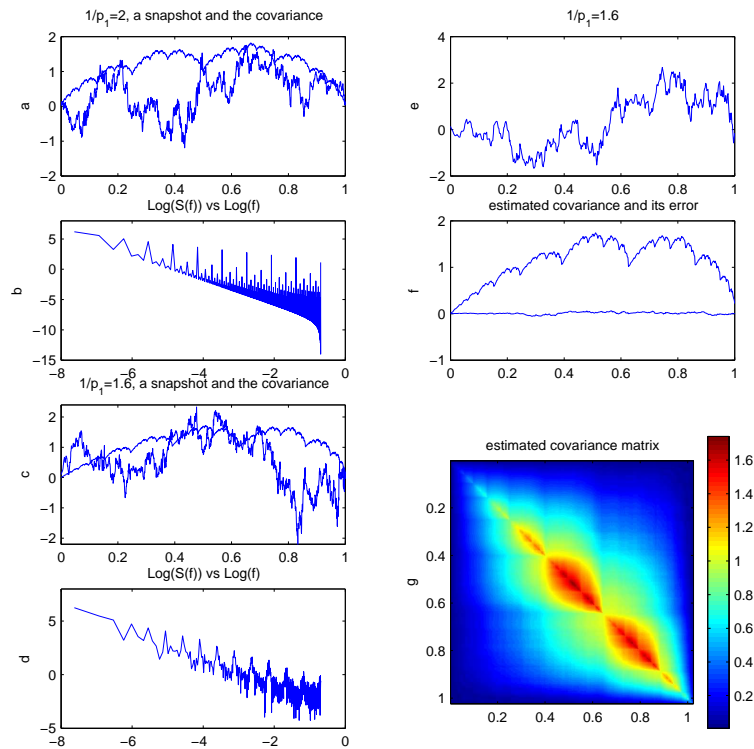 1/p1=2, a snapshot and the covariance
2
1
0
−1
−2
a
0 0.2 0.4 0.6 0.8 1
Log(S(f)) vs Log(f)
5
0
−5
−10
−15
b
−8 −6 −4 −2 0
1/p1=1.6, a snapshot and the covariance
2
1
0
−1
−2
c
0 0.2 0.4 0.6 0.8 1
Log(S(f)) vs Log(f)
5
0
−5
d
−8 −6 −4 −2 0
1/p1=1.6
4
2
0
−2
e
0 0.2 0.4 0.6 0.8 1
estimated covariance and its error
2
1
0
−1
f
0 0.2 0.4 0.6 0.8 1
estimated covariance matrix
0.2
0.4
0.6
0.8
1
g
0.2 0.4 0.6 0.8 1
1.6
1.4
1.2
1
0.8
0.6
0.4
0.2